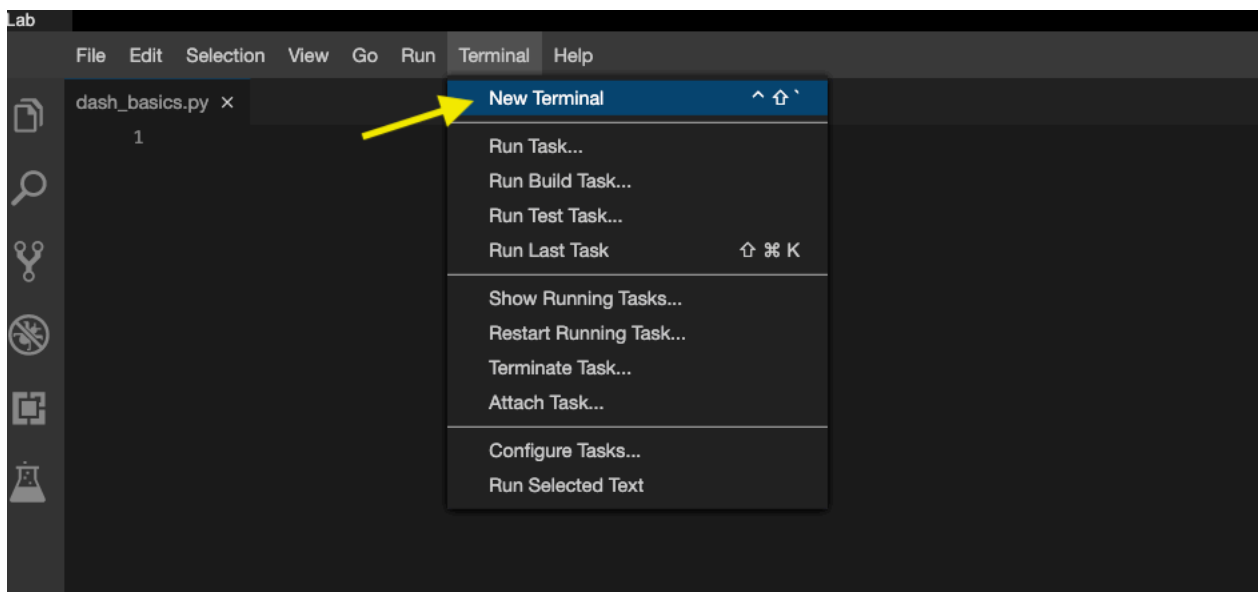 Lab
File Edit Selection View Go Run Terminal Help
dash_basics.py ×
1
New Terminal ^ ⇧ `
Run Task...
Run Build Task...
Run Test Task...
Run Last Task ⇧ ⌘ K
Show Running Tasks...
Restart Running Task...
Terminate Task...
Attach Task...
Configure Tasks...
Run Selected Text